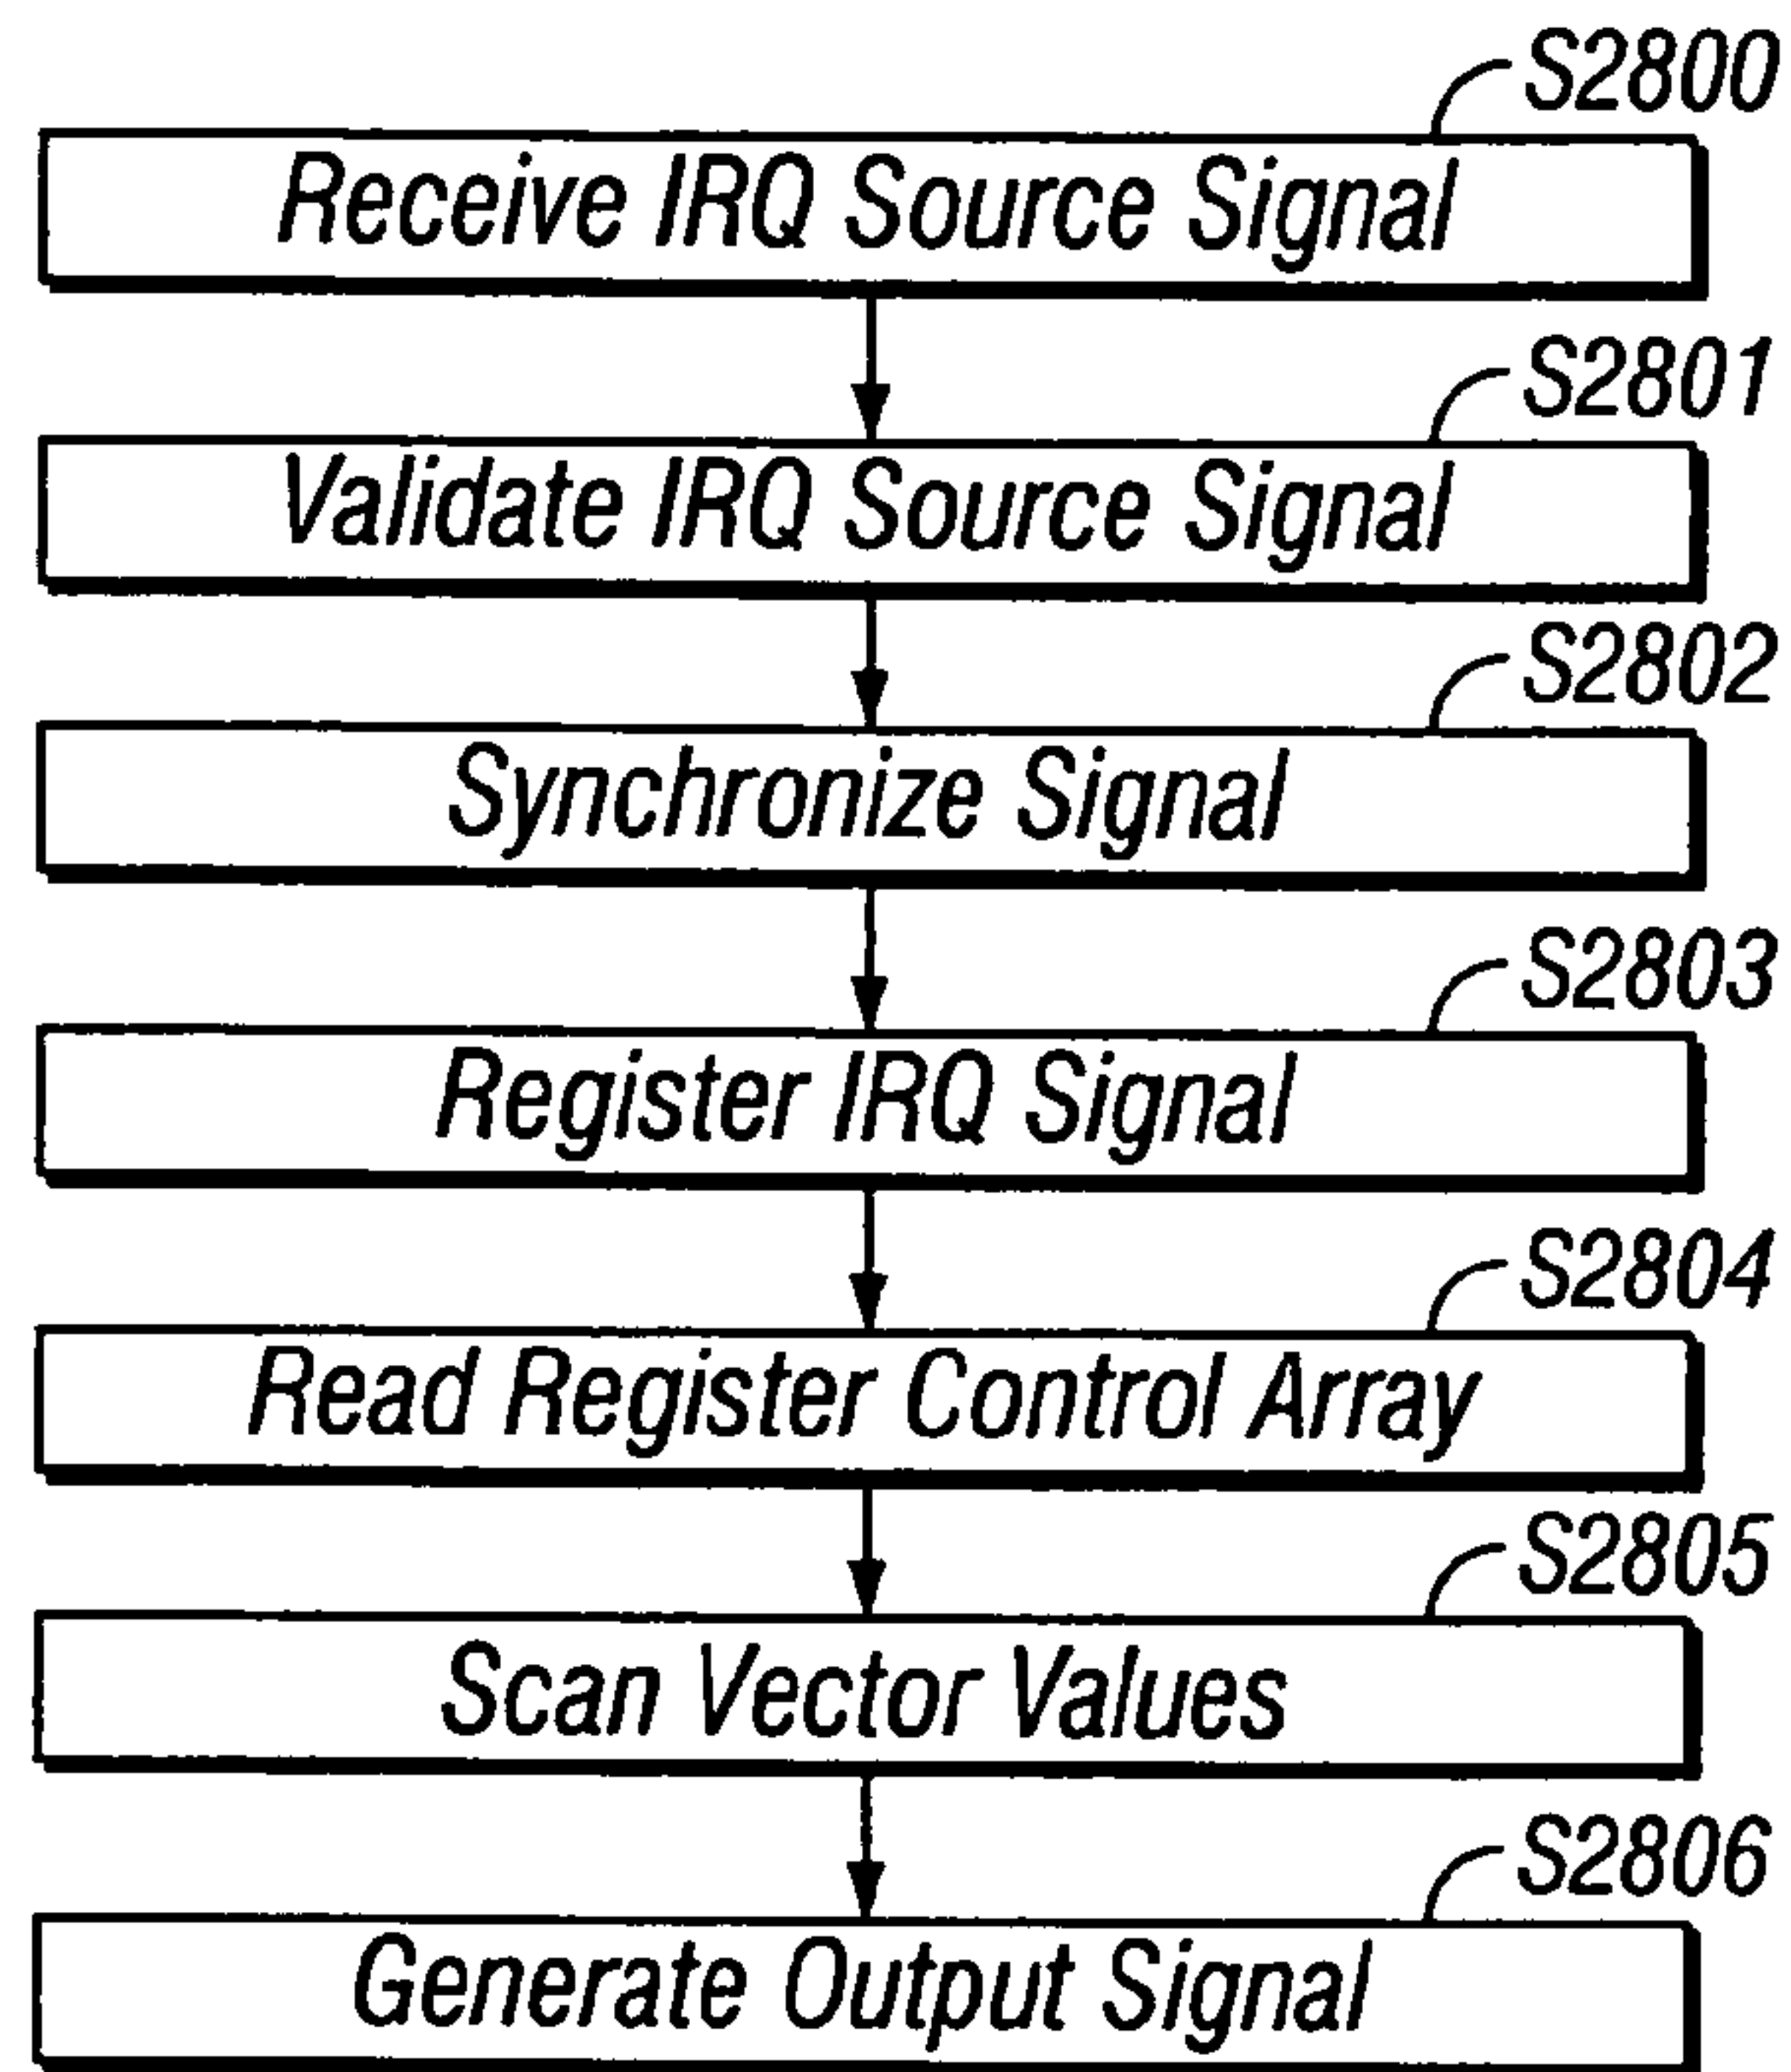 S2800
Receive IRQ Source Signal
S2801
Validate IRQ Source Signal
S2802
Synchronize Signal
S2803
Register IRQ Signal
S2804
Read Register Control Array
S2805
Scan Vector Values
S2806
Generate Output Signal